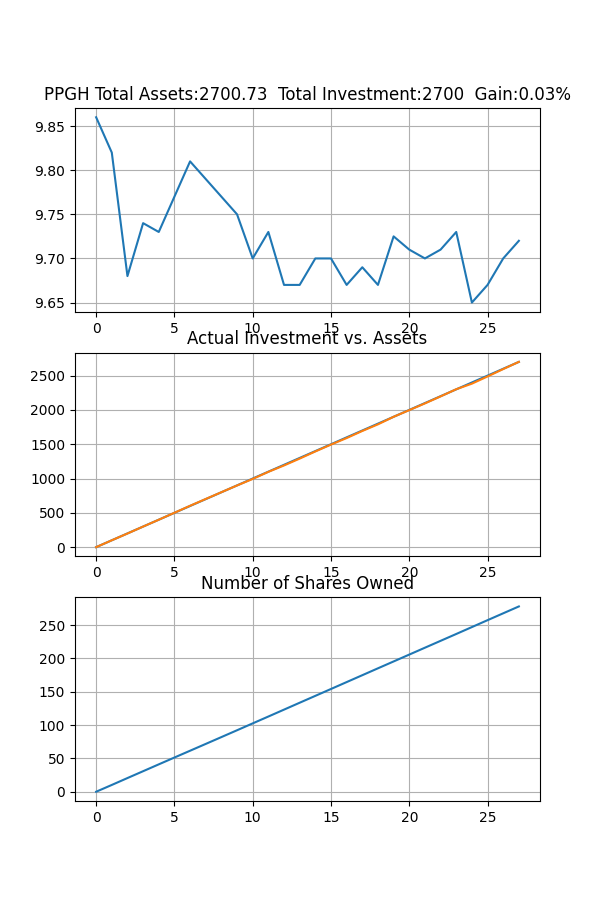 PPGH Total Assets:2700.73  Total Investment:2700  Gain:0.03%
9.85
9.80
9.75
9.70
9.65
0 5 10 15 20 25
Actual Investment vs. Assets
2500
2000
1500
1000
500
0
0 5 10 15 20 25
Number of Shares Owned
250
200
150
100
50
0
0 5 10 15 20 25